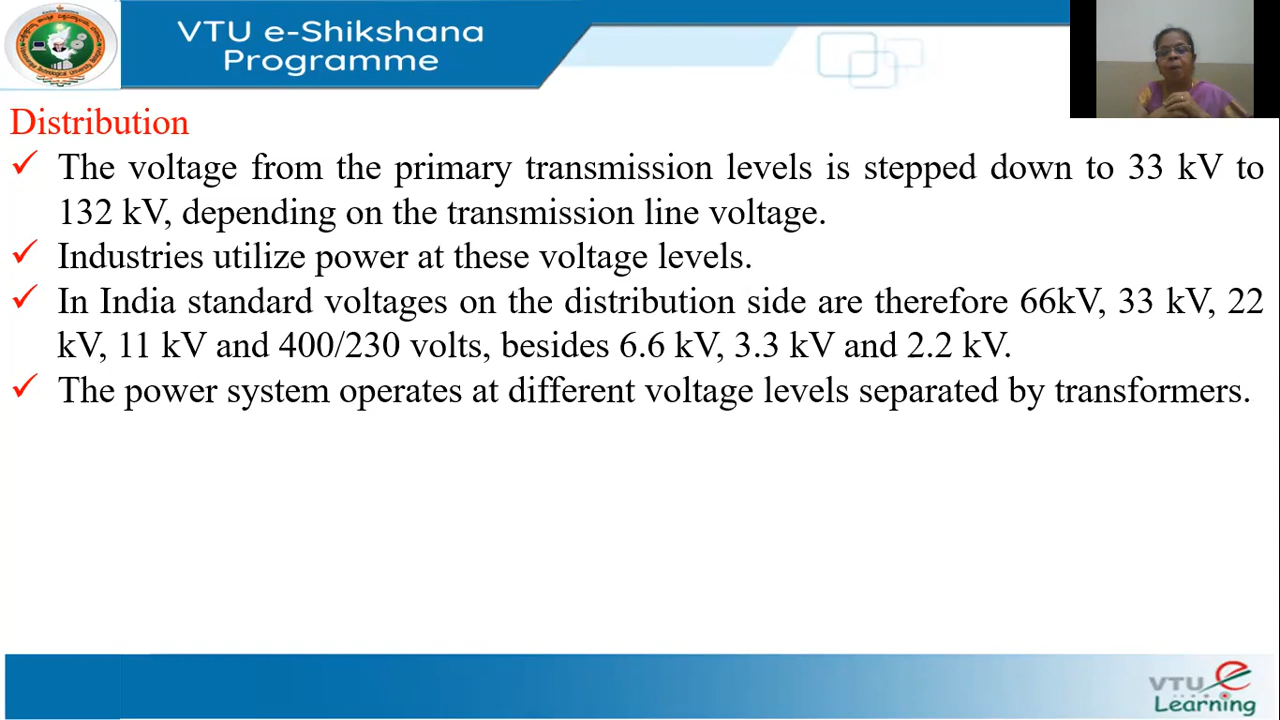 VTU e-Shikshana
Programme
Distribution
✓ The voltage from the primary transmission levels is stepped down to 33 kV to
132 kV, depending on the transmission line voltage.
✓ Industries utilize power at these voltage levels.
✓ In India standard voltages on the distribution side are therefore 66kV, 33 kV, 22
kV, 11 kV and 400/230 volts, besides 6.6 kV, 3.3 kV and 2.2 kV.
✓ The power system operates at different voltage levels separated by transformers.
VTU e
Learning